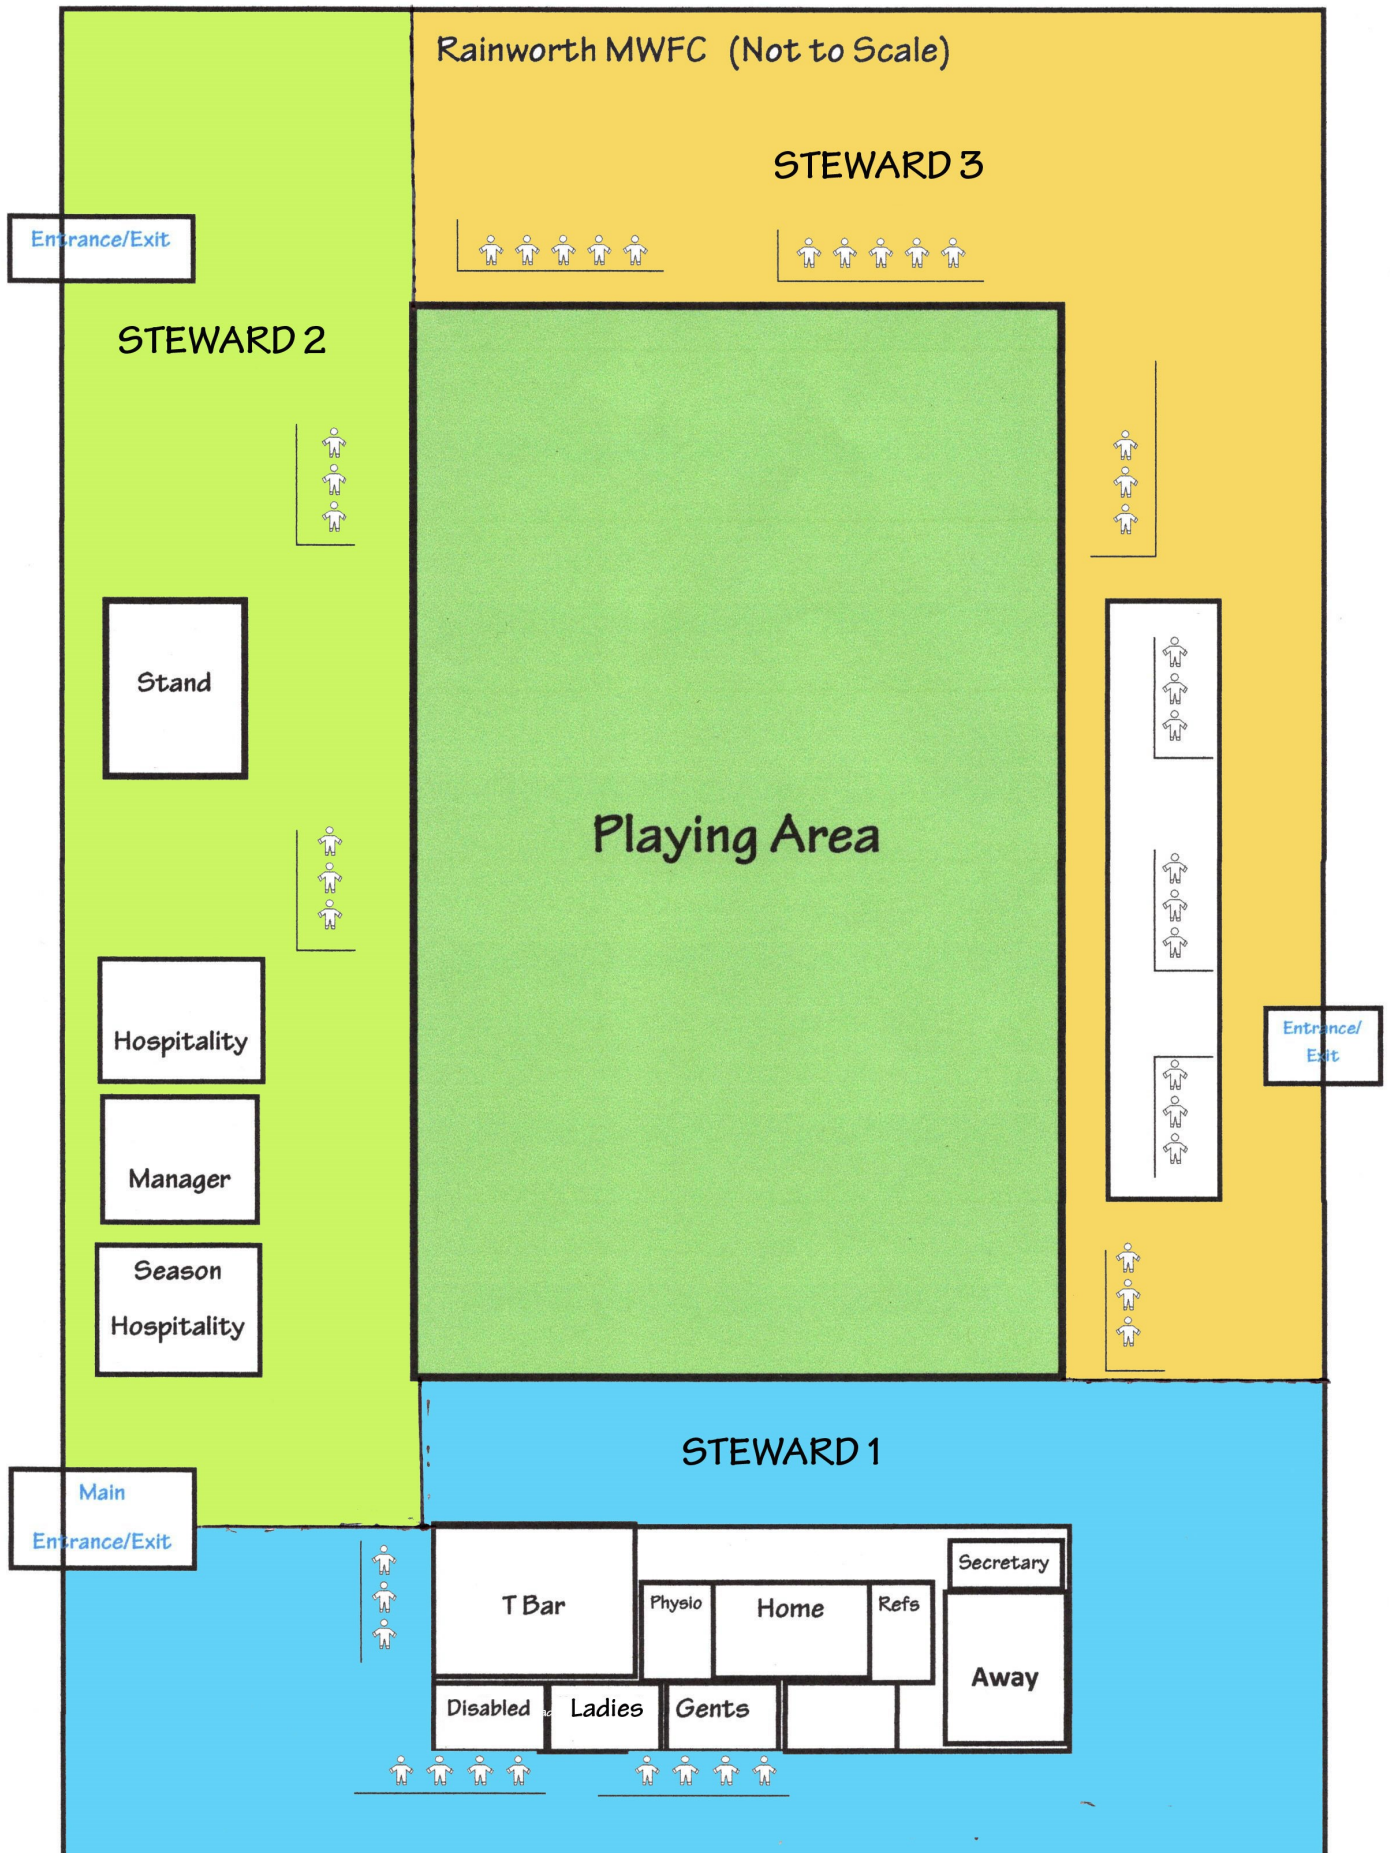 Rainworth MWFC (Not to Scale)
STEWARD 3
Entrance/Exit
STEWARD 2
Stand
Playing Area
Hospitality
Entrance/
Exit
Manager
Season
Hospitality
STEWARD 1
Main
Entrance/Exit
Secretary
T Bar
Physio
Home
Refs
Away
Disabled
Ladies
Gents